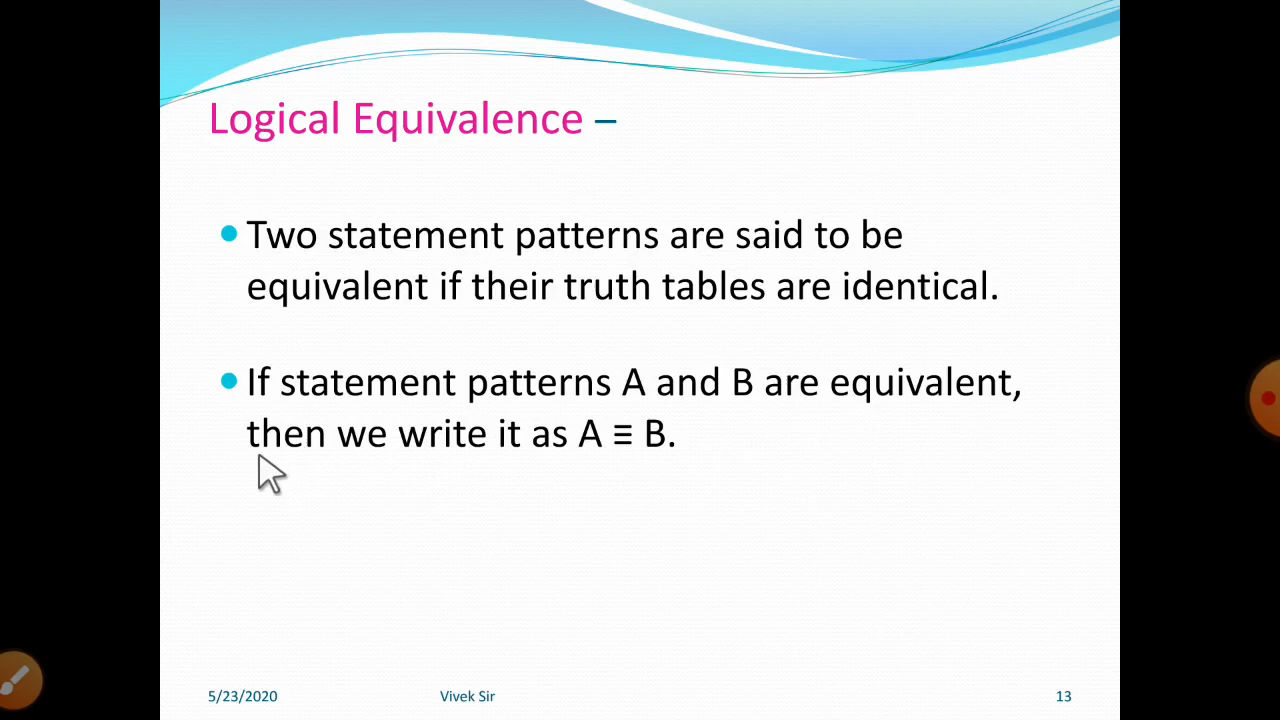 Logical Equivalence –
Two statement patterns are said to be
equivalent if their truth tables are identical.
If statement patterns A and B are equivalent,
then we write it as A ≡ B.
5/23/2020
Vivek Sir
13